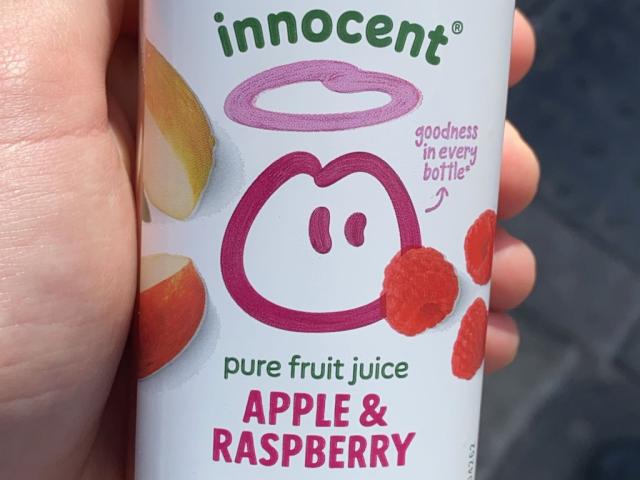 innocent®
goodness
in every
bottle*
pure fruit juice
APPLE &
RASPBERRY